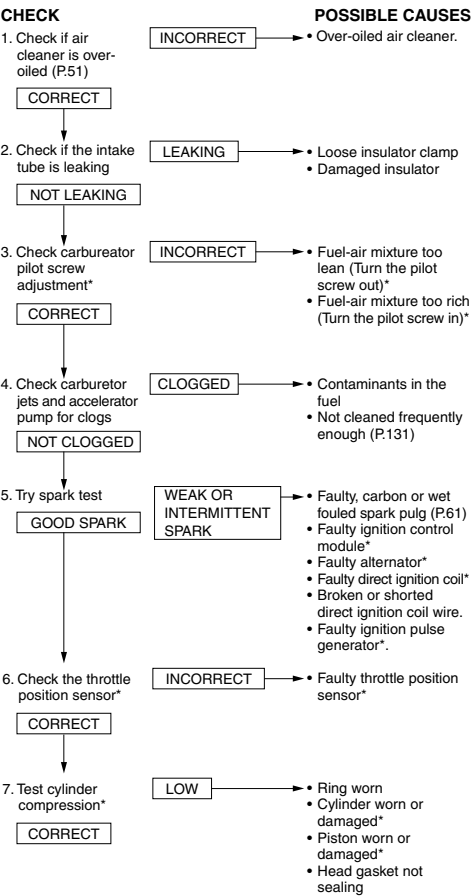 CHECK
POSSIBLE CAUSES
1. Check if air
cleaner is over-
oiled (P.51)
INCORRECT
• Over-oiled air cleaner.
CORRECT
2. Check if the intake
tube is leaking
LEAKING
• Loose insulator clamp
• Damaged insulator
NOT LEAKING
3. Check carbureator
pilot screw
adjustment*
INCORRECT
• Fuel-air mixture too
lean (Turn the pilot
screw out)*
• Fuel-air mixture too rich
(Turn the pilot screw in)*
CORRECT
4. Check carburetor
jets and accelerator
pump for clogs
CLOGGED
• Contaminants in the
fuel
• Not cleaned frequently
enough (P.131)
NOT CLOGGED
5. Try spark test
WEAK OR
INTERMITTENT
SPARK
• Faulty, carbon or wet
fouled spark pulg (P.61)
• Faulty ignition control
module*
• Faulty alternator*
• Faulty direct ignition coil*
• Broken or shorted
direct ignition coil wire.
• Faulty ignition pulse
generator*.
GOOD SPARK
6. Check the throttle
position sensor*
INCORRECT
• Faulty throttle position
sensor*
CORRECT
7. Test cylinder
compression*
LOW
• Ring worn
• Cylinder worn or
damaged*
• Piston worn or
damaged*
• Head gasket not
sealing
CORRECT